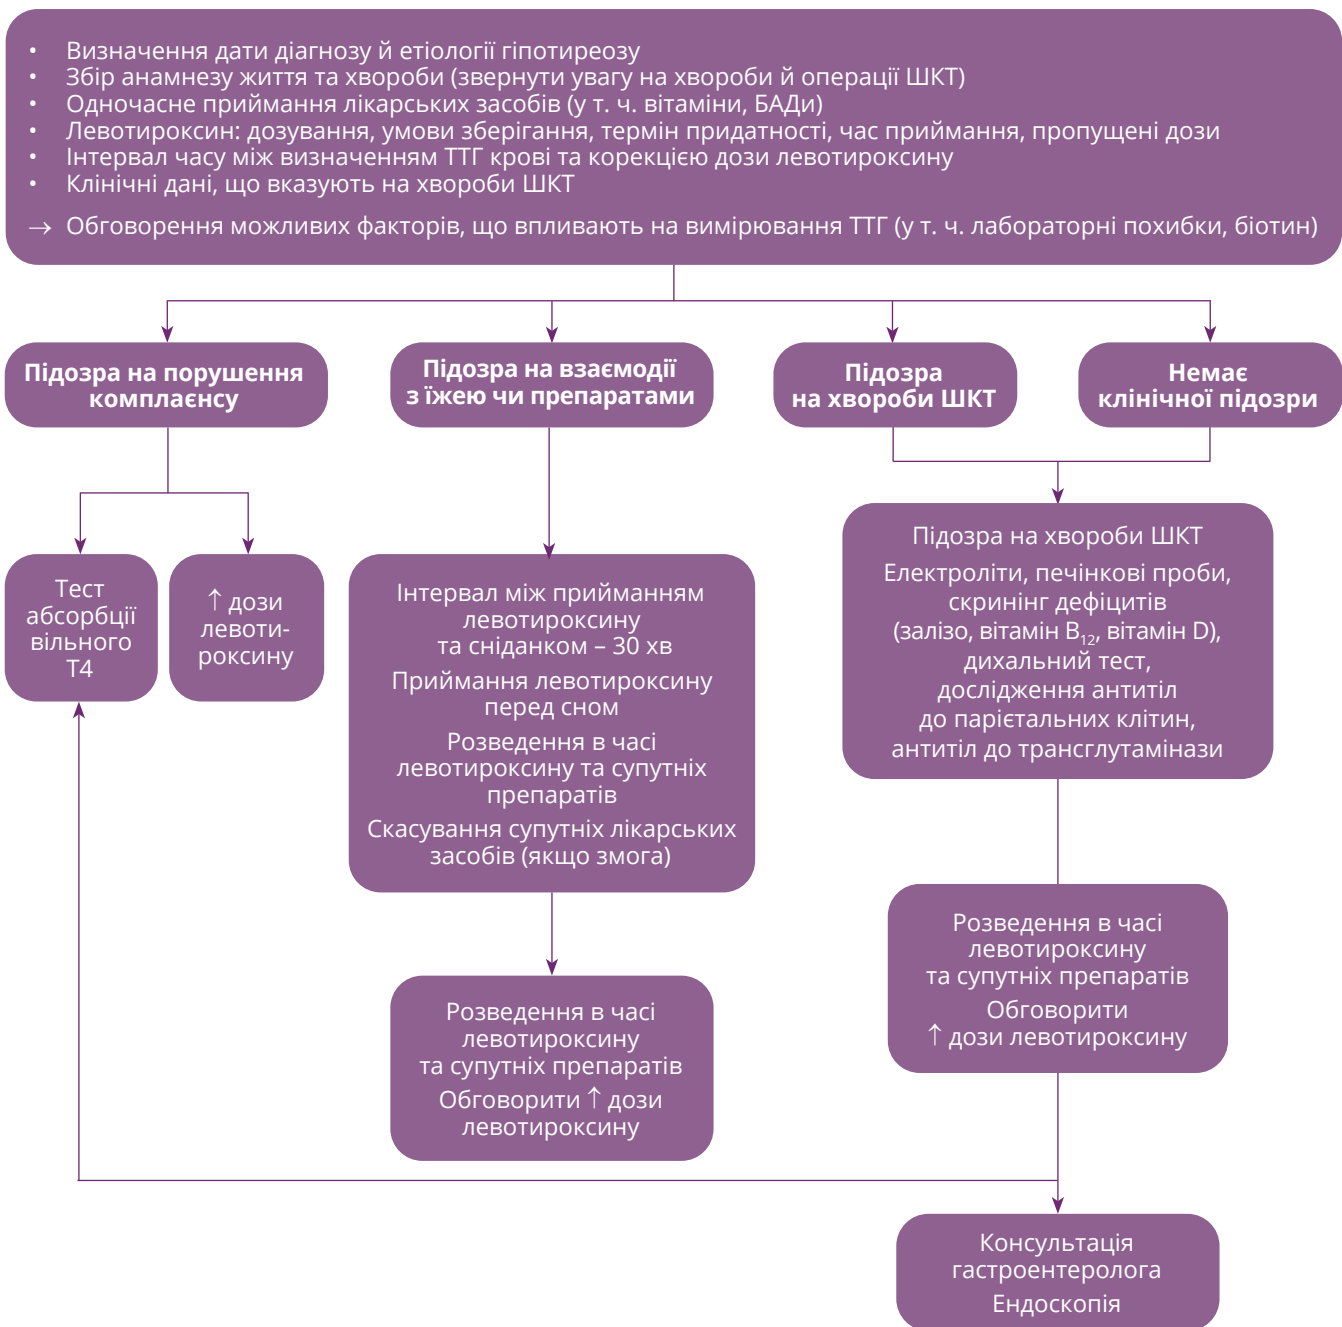 • Визначення дати діагнозу й етіології гіпотиреозу
• Збір анамнезу життя та хвороби (звернути увагу на хвороби й операції ШКТ)
• Одночасне приймання лікарських засобів (у т. ч. вітаміни, БАДи)
• Левотироксин: дозування, умови зберігання, термін придатності, час приймання, пропущені дози
• Інтервал часу між визначенням ТТГ крові та корекцією дози левотироксину
• Клінічні дані, що вказують на хвороби ШКТ
→ Обговорення можливих факторів, що впливають на вимірювання ТТГ (у т. ч. лабораторні похибки, біотин)
Підозра на порушення
комплаєнсу
Підозра на взаємодії
з їжею чи препаратами
Підозра
на хвороби ШКТ
Немає
клінічної підозри
Тест
абсорбції
вільного
Т4
↑ дози
левоти-
роксину
Інтервал між прийманням
левотироксину
та сніданком – 30 хв
Приймання левотироксину
перед сном
Розведення в часі
левотироксину та супутніх
препаратів
Скасування супутніх лікарських
засобів (якщо змога)
Підозра на хвороби ШКТ
Електроліти, печінкові проби,
скринінг дефіцитів
(залізо, вітамін B₁₂, вітамін D),
дихальний тест,
дослідження антитіл
до парієтальних клітин,
антитіл до трансглутамінази
Розведення в часі
левотироксину
та супутніх препаратів
Обговорити ↑ дози
левотироксину
Розведення в часі
левотироксину
та супутніх препаратів
Обговорити
↑ дози левотироксину
Консультація
гастроентеролога
Ендоскопія